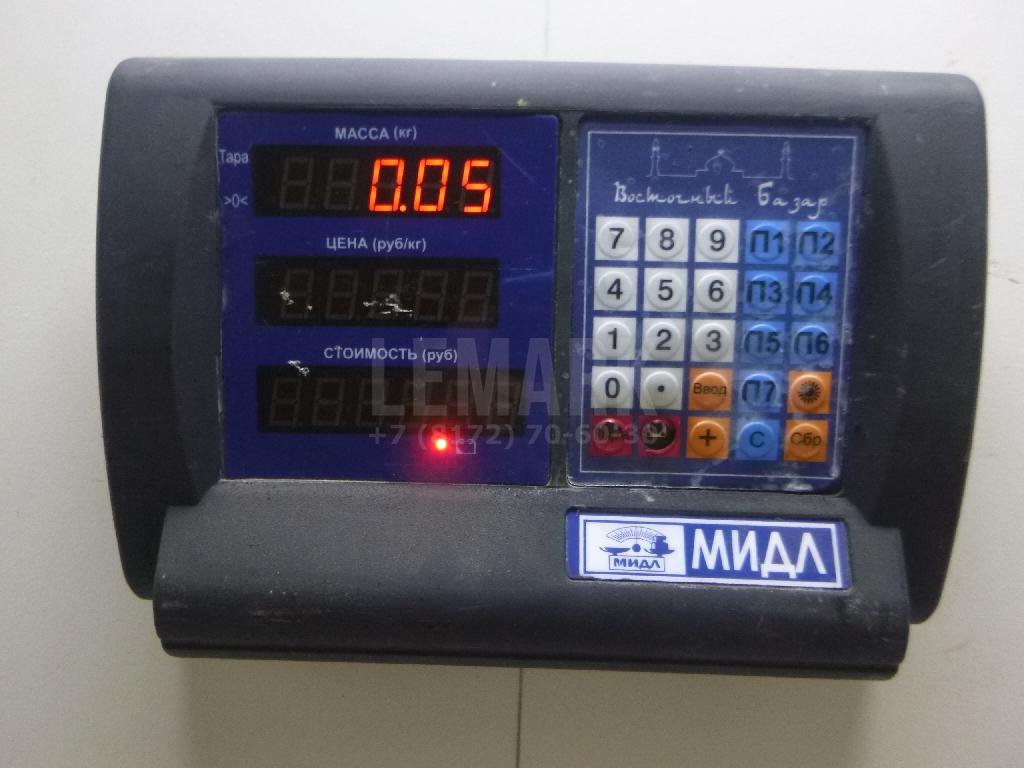 МАССА (кг)
Тара
0.05
>0<
ЦЕНА (руб/кг)
СТОИМОСТЬ (руб)
Восточный Базар
7 8 9 П1 П2
4 5 6 П3 П4
1 2 3 П5 П6
0 . Ввод П7
+ С Сбр
LEMARK
+7 (8172) 70-60-30
МИДЛ
МИДЛ